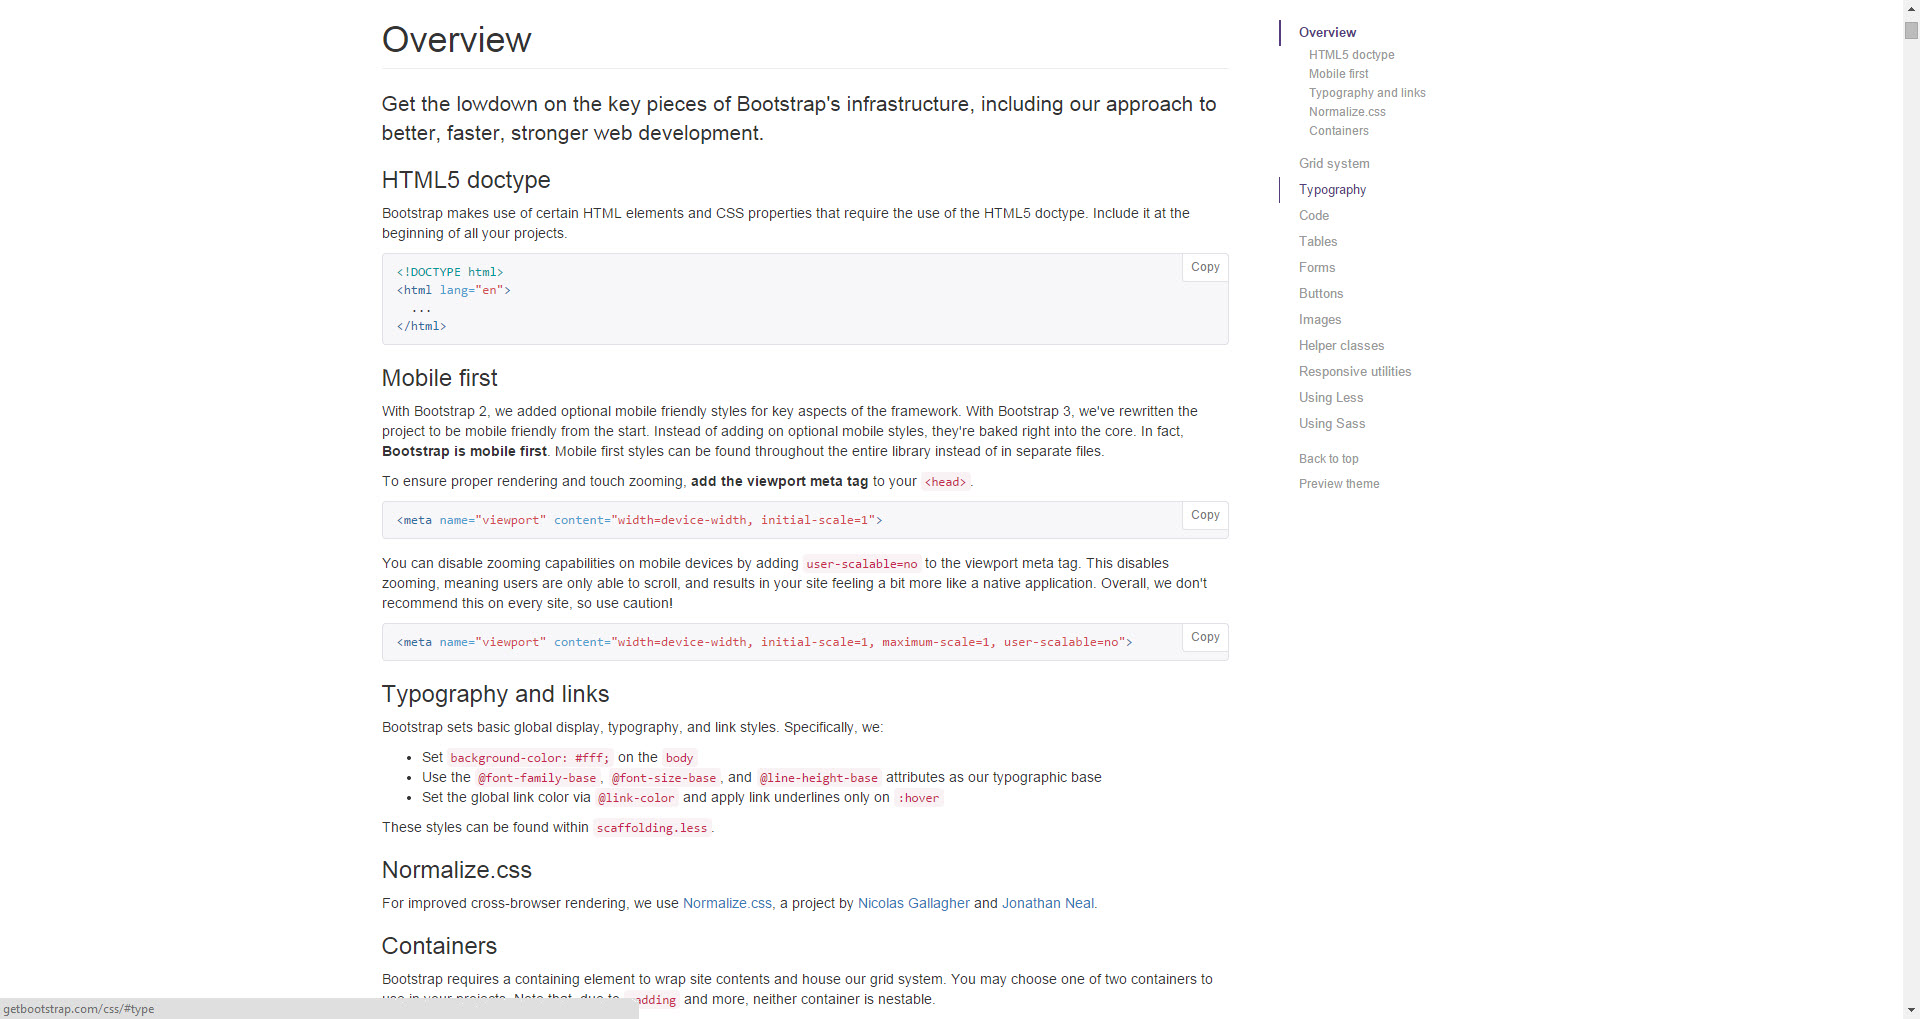 Overview
Get the lowdown on the key pieces of Bootstrap's infrastructure, including our approach to
better, faster, stronger web development.
HTML5 doctype
Bootstrap makes use of certain HTML elements and CSS properties that require the use of the HTML5 doctype. Include it at the
beginning of all your projects.
Copy
<!DOCTYPE html>
<html lang="en">
...
</html>
Mobile first
With Bootstrap 2, we added optional mobile friendly styles for key aspects of the framework. With Bootstrap 3, we've rewritten the
project to be mobile friendly from the start. Instead of adding on optional mobile styles, they're baked right into the core. In fact,
Bootstrap is mobile first. Mobile first styles can be found throughout the entire library instead of in separate files.
To ensure proper rendering and touch zooming, add the viewport meta tag to your <head>.
Copy
<meta name="viewport" content="width=device-width, initial-scale=1">
You can disable zooming capabilities on mobile devices by adding user-scalable=no to the viewport meta tag. This disables
zooming, meaning users are only able to scroll, and results in your site feeling a bit more like a native application. Overall, we don't
recommend this on every site, so use caution!
Copy
<meta name="viewport" content="width=device-width, initial-scale=1, maximum-scale=1, user-scalable=no">
Typography and links
Bootstrap sets basic global display, typography, and link styles. Specifically, we:
• Set background-color: #fff; on the body
• Use the @font-family-base, @font-size-base, and @line-height-base attributes as our typographic base
• Set the global link color via @link-color and apply link underlines only on :hover
These styles can be found within scaffolding.less.
Normalize.css
For improved cross-browser rendering, we use Normalize.css, a project by Nicolas Gallagher and Jonathan Neal.
Containers
Bootstrap requires a containing element to wrap site contents and house our grid system. You may choose one of two containers to
and more, neither container is nestable.
getbootstrap.com/css/#type
Overview
HTML5 doctype
Mobile first
Typography and links
Normalize.css
Containers
Grid system
Typography
Code
Tables
Forms
Buttons
Images
Helper classes
Responsive utilities
Using Less
Using Sass
Back to top
Preview theme